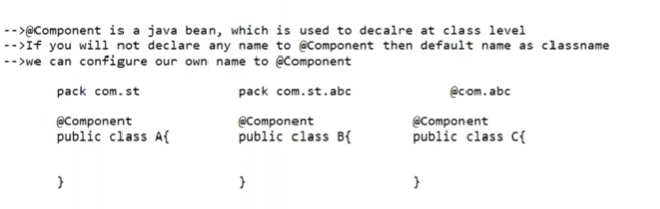 -->@Component is a java bean, which is used to decalre at class level
-->If you will not declare any name to @Component then default name as classname
-->we can configure our own name to @Component
pack com.st pack com.st.abc @com.abc
@Component @Component @Component
public class A{ public class B{ public class C{
} } }